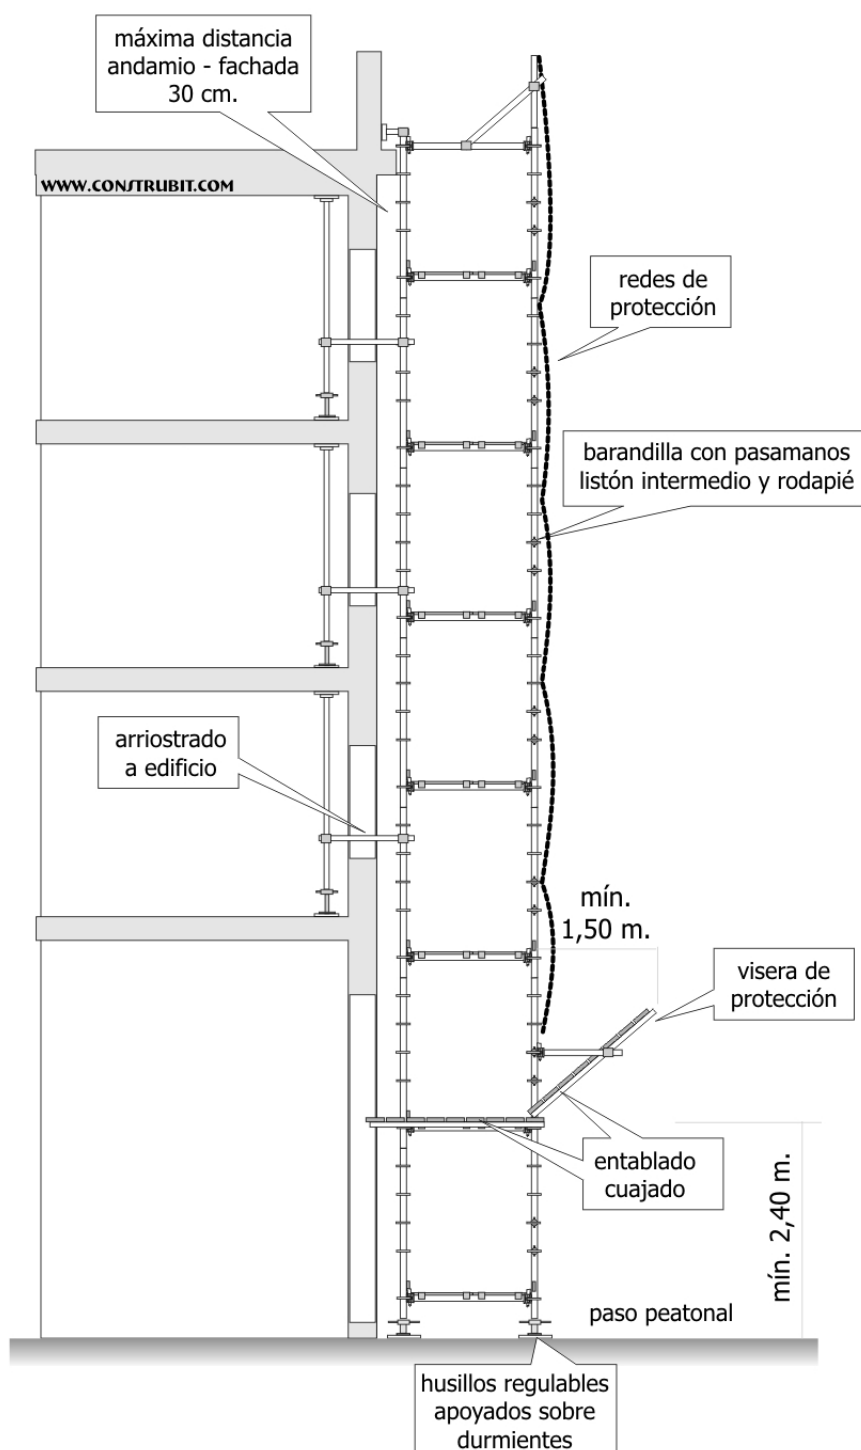 máxima distancia
andamio - fachada
30 cm.
WWW.CONSTRUBIT.COM
redes de
protección
barandilla con pasamanos
listón intermedio y rodapié
arriostrado
a edificio
mín.
1,50 m.
visera de
protección
entablado
cuajado
mín. 2,40 m.
paso peatonal
husillos regulables
apoyados sobre
durmientes